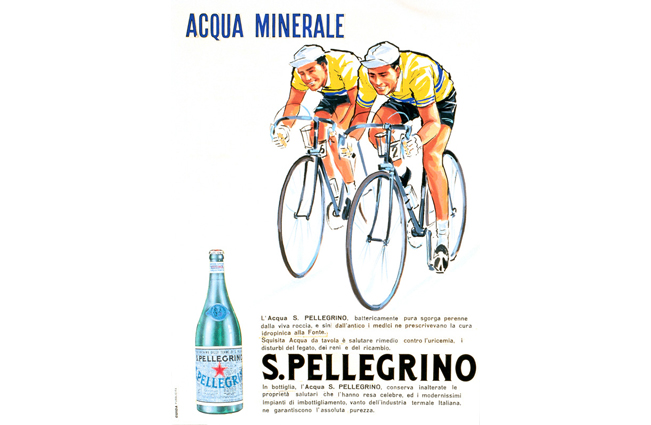 ACQUA MINERALE
L'Acqua S. PELLEGRINO, battericamente pura sgorga perenne
dalla viva roccia, e sin dall'antico i medici ne prescrivevano la cura
idropinica alla Fonte.
Squisita Acqua da tavola è salutare rimedio contro l'uricemia, i
disturbi del fegato, dei reni e del ricambio.
S.PELLEGRINO
In bottiglia, l'Acqua S. PELLEGRINO, conserva inalterate le
proprietà salutari che l'hanno resa celebre, ed i modernissimi
impianti di imbottigliamento, vanto dell'industria termale Italiana,
ne garantiscono l'assoluta purezza.
S.PELLEGRINO
S.PELLEGRINO